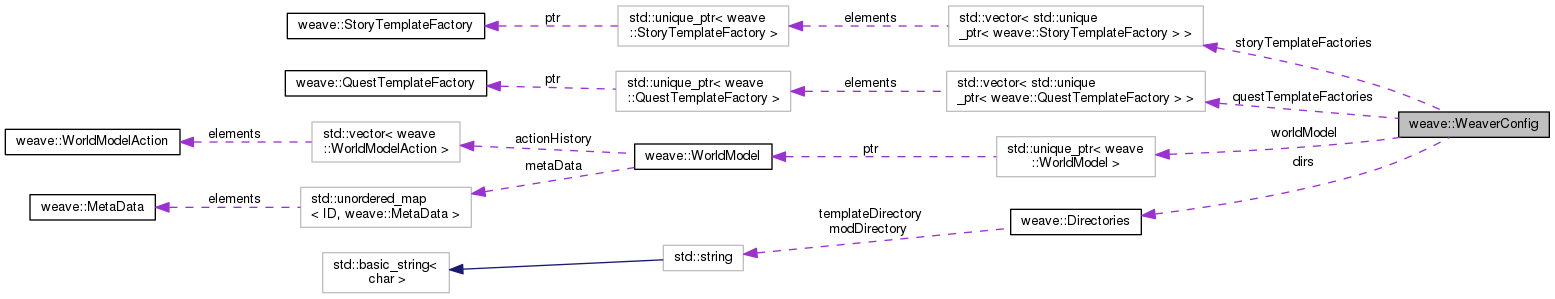 weave::StoryTemplateFactory
ptr
std::unique_ptr< weave
::StoryTemplateFactory >
elements
std::vector< std::unique
_ptr< weave::StoryTemplateFactory > >
storyTemplateFactories
weave::QuestTemplateFactory
ptr
std::unique_ptr< weave
::QuestTemplateFactory >
elements
std::vector< std::unique
_ptr< weave::QuestTemplateFactory > >
questTemplateFactories
weave::WeaverConfig
weave::WorldModelAction
elements
std::vector< weave
::WorldModelAction >
actionHistory
metaData
weave::WorldModel
ptr
std::unique_ptr< weave
::WorldModel >
worldModel
dirs
weave::MetaData
elements
std::unordered_map
< ID, weave::MetaData >
templateDirectory
modDirectory
weave::Directories
std::basic_string<
char >
std::string